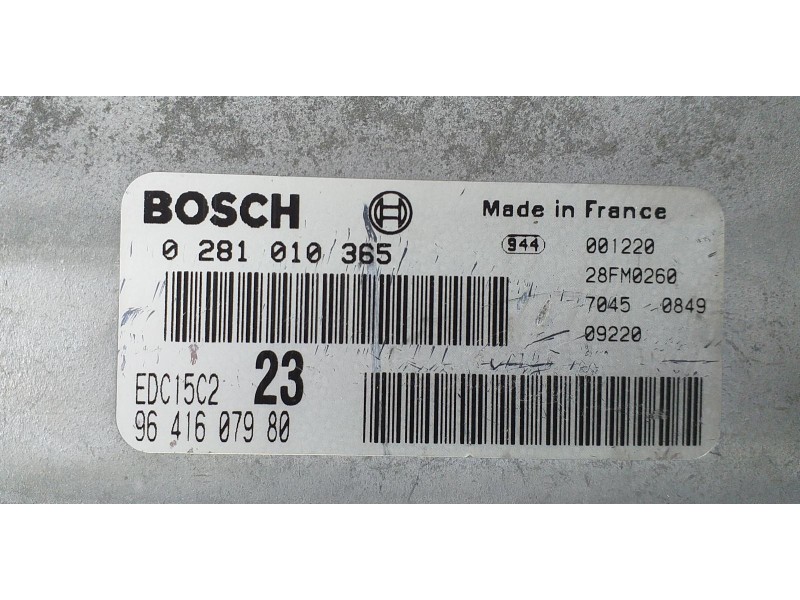 BOSCH Made in France
0 281 010 365 944 001220
28FM0260
7045 0849
09220
EDC15C2 23
96 416 079 80